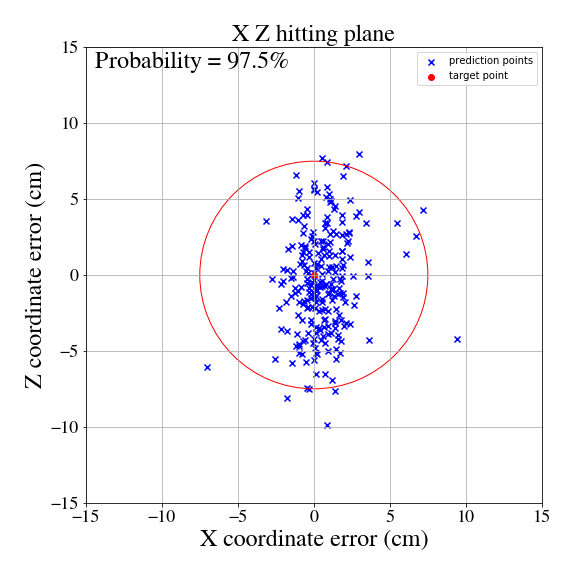 X Z hitting plane
Probability = 97.5%
prediction points
target point
15
10
5
0
−5
−10
−15
Z coordinate error (cm)
−15 −10 −5 0 5 10 15
X coordinate error (cm)